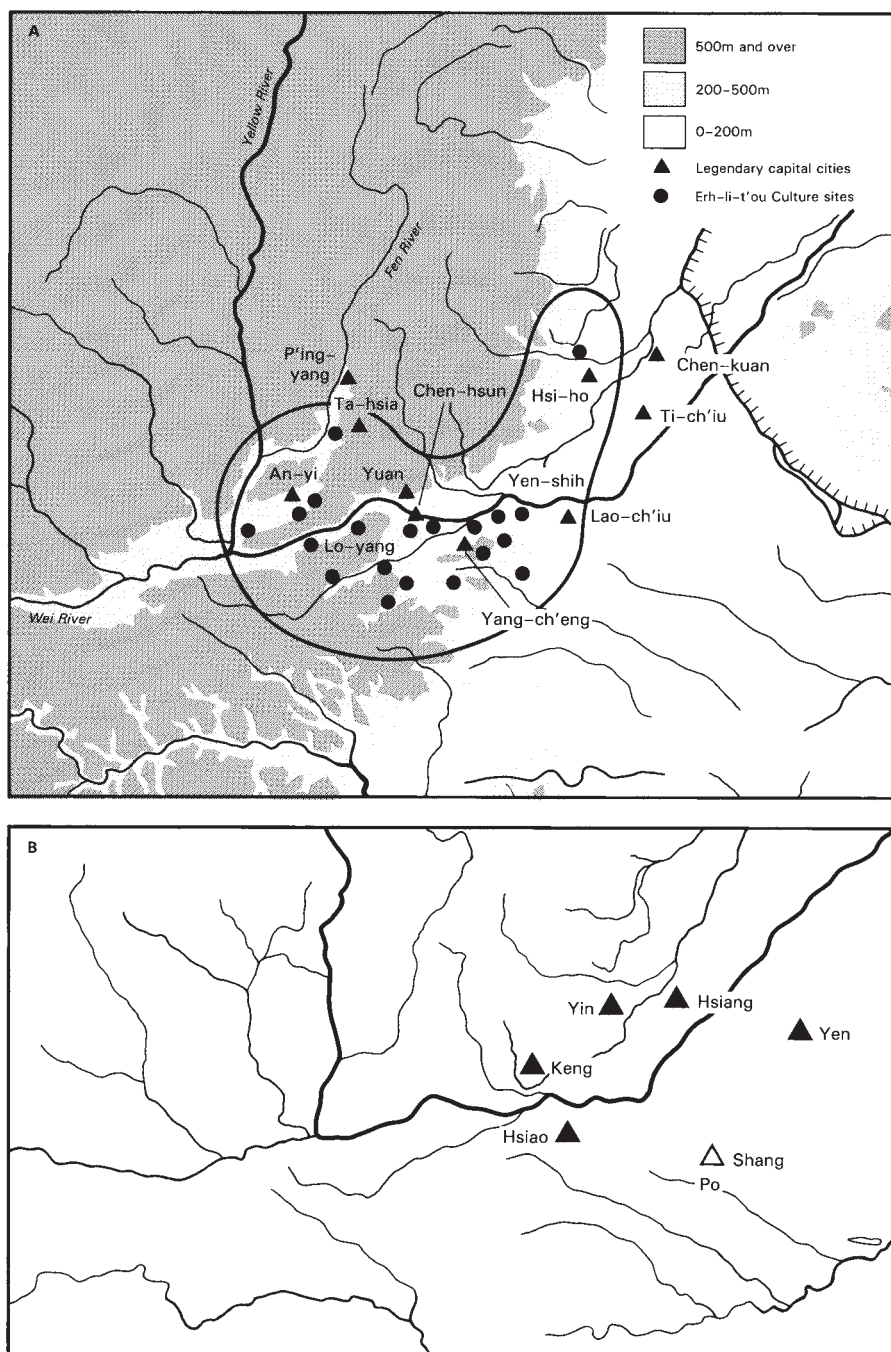 A
500m and over
200-500m
0-200m
Legendary capital cities
Erh-li-t'ou Culture sites
Yellow River
Fen River
P'ing-
yang
Ta-hsia
Chen-hsun
Hsi-ho
Chen-kuan
Ti-ch'iu
An-yi
Yuan
Yen-shih
Lao-ch'iu
Lo-yang
Yang-ch'eng
Wei River
B
Yin
Hsiang
Yen
Keng
Hsiao
Shang
Po